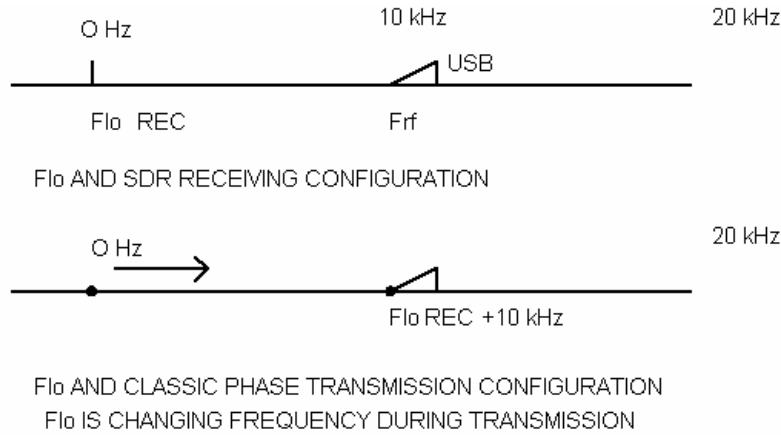 O Hz 10 kHz 20 kHz
USB
Flo REC Frf
Flo AND SDR RECEIVING CONFIGURATION
O Hz 20 kHz
Flo REC +10 kHz
Flo AND CLASSIC PHASE TRANSMISSION CONFIGURATION
Flo IS CHANGING FREQUENCY DURING TRANSMISSION